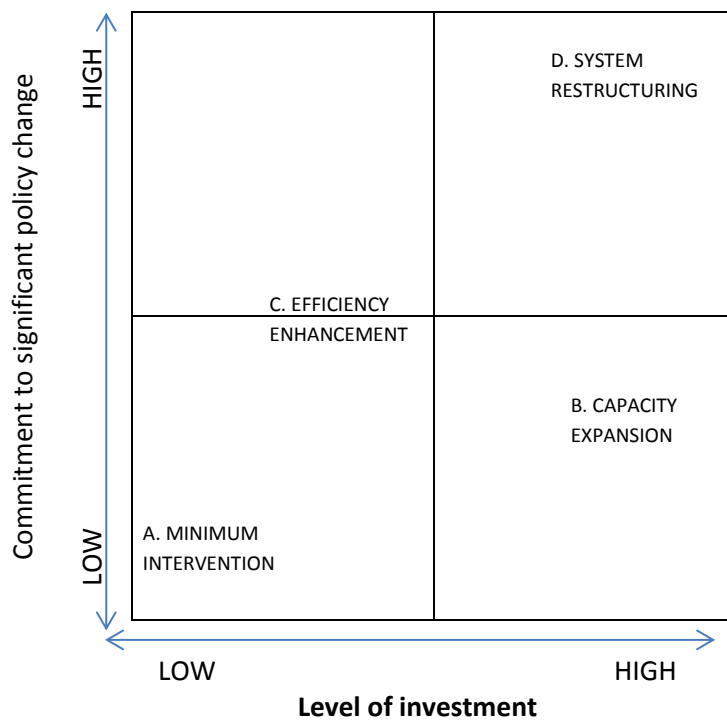 Commitment to significant policy change
HIGH
LOW
D. SYSTEM
RESTRUCTURING
C. EFFICIENCY
ENHANCEMENT
B. CAPACITY
EXPANSION
A. MINIMUM
INTERVENTION
LOW
HIGH
Level of investment